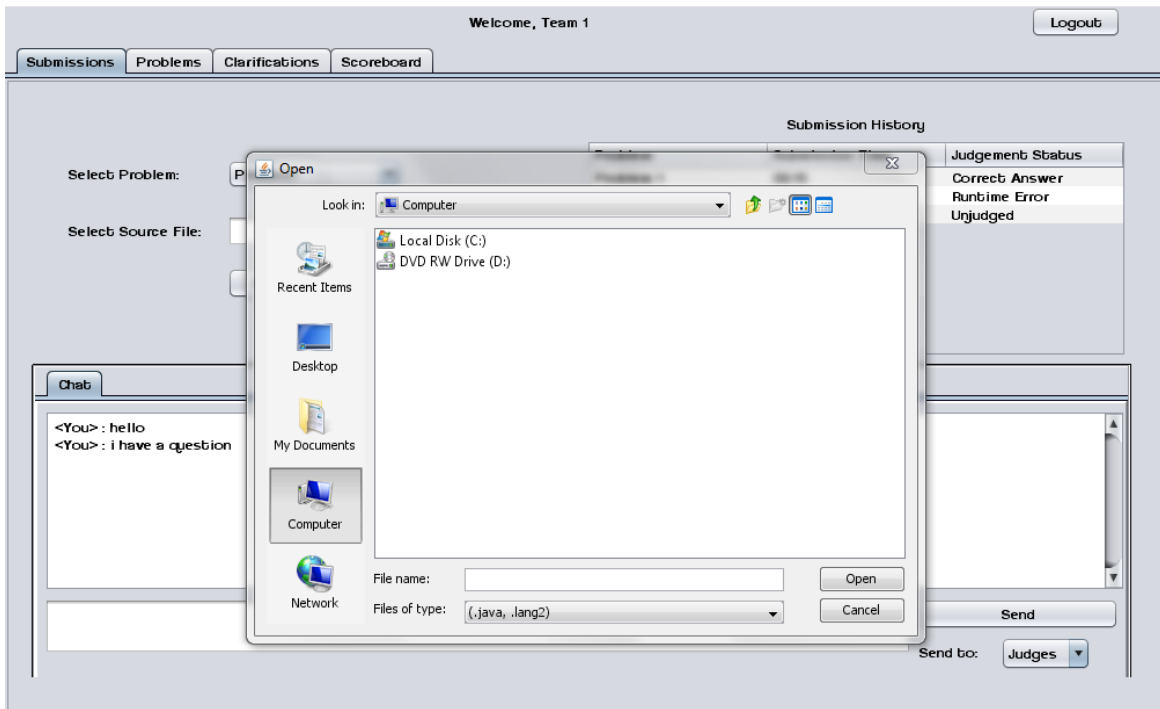 Welcome, Team 1
Logout
Submissions
Problems
Clarifications
Scoreboard
Submission History
Judgement Status
Correct Answer
Runtime Error
Unjudged
Select Problem:
P
Select Source File:
Open
Look in:
Computer
Local Disk (C:)
DVD RW Drive (D:)
Recent Items
Desktop
My Documents
Computer
Network
File name:
Open
Files of type:
(.java, .lang2)
Cancel
Chat
<You> : hello
<You> : i have a question
Send
Send to:
Judges